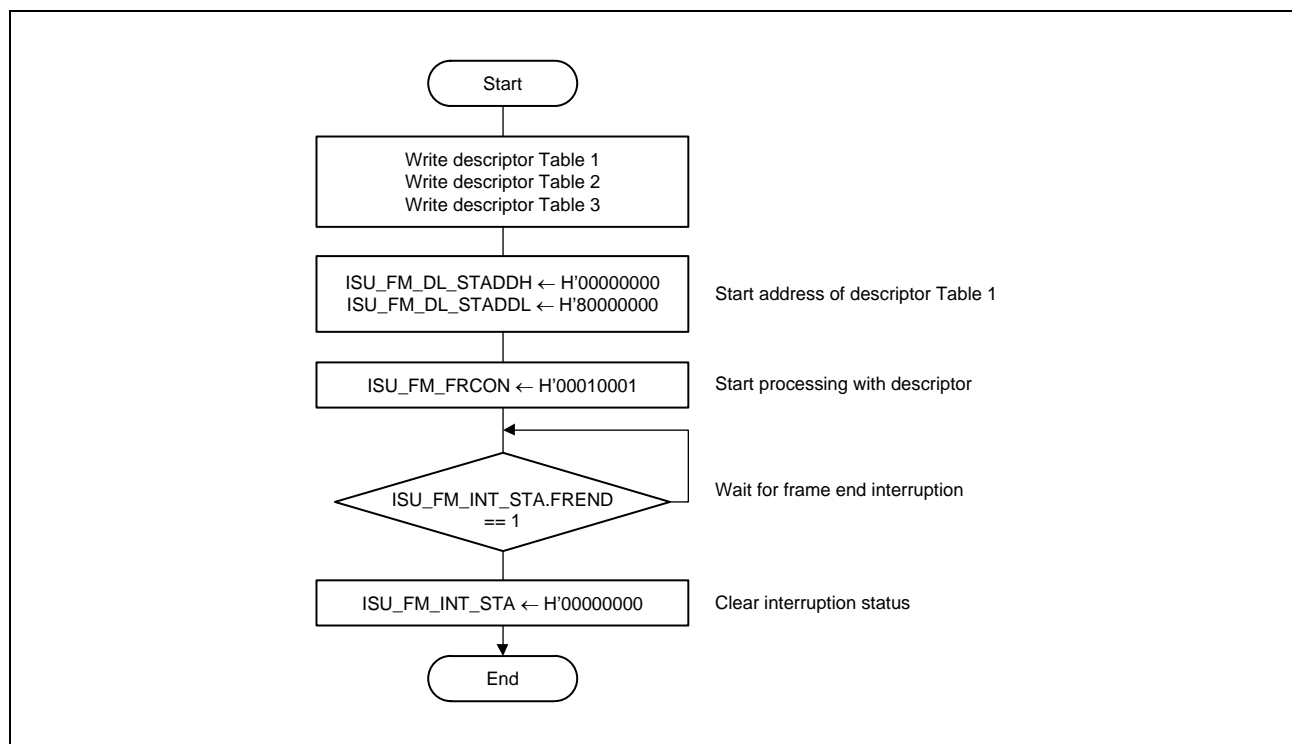 Start
Write descriptor Table 1
Write descriptor Table 2
Write descriptor Table 3
ISU_FM_DL_STADDH ← H'00000000
ISU_FM_DL_STADDL ← H'80000000
Start address of descriptor Table 1
ISU_FM_FRCON ← H'00010001
Start processing with descriptor
ISU_FM_INT_STA.FREND
== 1
Wait for frame end interruption
ISU_FM_INT_STA ← H'00000000
Clear interruption status
End